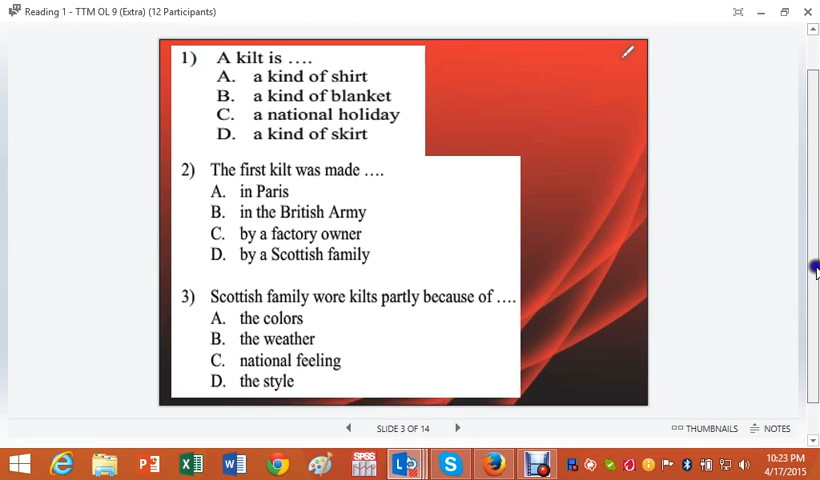 Reading 1 - TTM OL 9 (Extra) (12 Participants)
1) A kilt is ….
A. a kind of shirt
B. a kind of blanket
C. a national holiday
D. a kind of skirt
2) The first kilt was made ….
A. in Paris
B. in the British Army
C. by a factory owner
D. by a Scottish family
3) Scottish family wore kilts partly because of ….
A. the colors
B. the weather
C. national feeling
D. the style
SLIDE 3 OF 14
THUMBNAILS
NOTES
SPSS
10:23 PM
4/17/2015